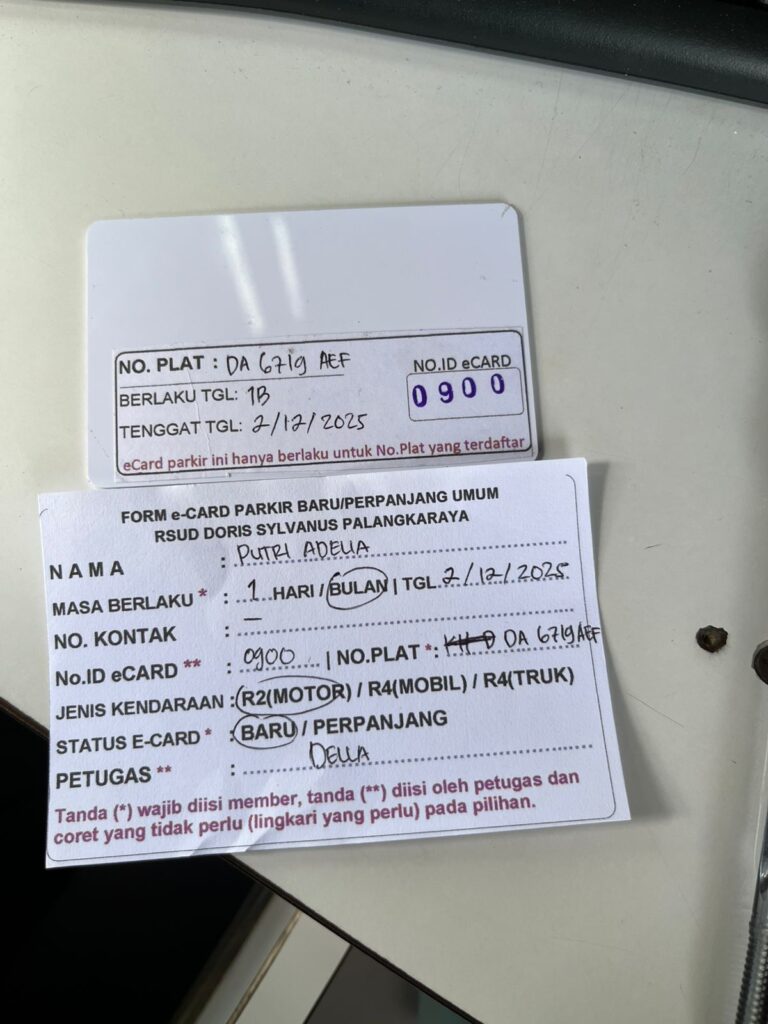 NO. PLAT : DA 6719 AEF
NO.ID eCARD
BERLAKU TGL: 1B
0900
TENGGAT TGL: 2/12/2025
eCard parkir ini hanya berlaku untuk No.Plat yang terdaftar
FORM e-CARD PARKIR BARU/PERPANJANG UMUM
RSUD DORIS SYLVANUS PALANGKARAYA
NAMA : PUTRI ADELIA
MASA BERLAKU * : 1 HARI / BULAN | TGL 2/12/2025
NO. KONTAK : –
No.ID eCARD ** : 0900 | NO.PLAT *: DA 6719 AEF
JENIS KENDARAAN : R2(MOTOR) / R4(MOBIL) / R4(TRUK)
STATUS E-CARD * : BARU / PERPANJANG
PETUGAS ** : DELLA
Tanda (*) wajib diisi member, tanda (**) diisi oleh petugas dan
coret yang tidak perlu (lingkari yang perlu) pada pilihan.